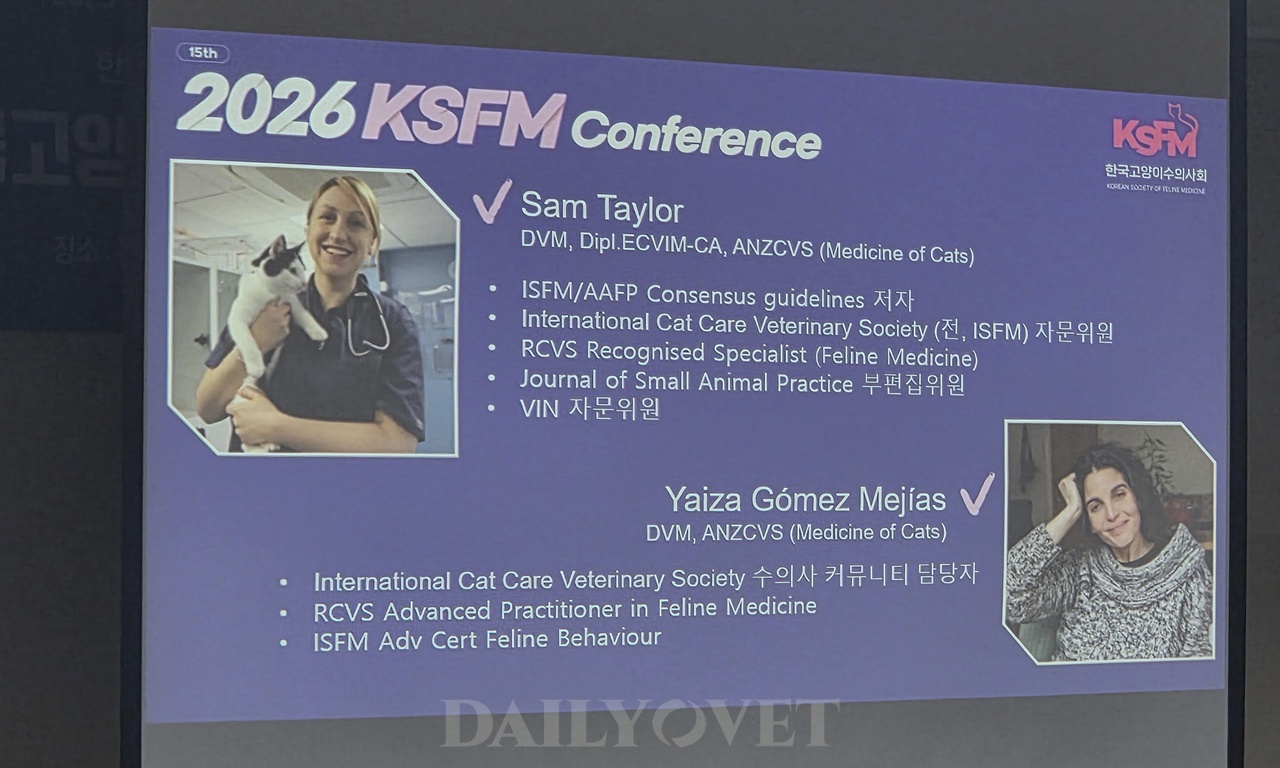 15th
2026 KSFM Conference
KSFM
한국고양이수의사회
KOREAN SOCIETY OF FELINE MEDICINE
Sam Taylor
DVM, Dipl.ECVIM-CA, ANZCVS (Medicine of Cats)
• ISFM/AAFP Consensus guidelines 저자
• International Cat Care Veterinary Society (전, ISFM) 자문위원
• RCVS Recognised Specialist (Feline Medicine)
• Journal of Small Animal Practice 부편집위원
• VIN 자문위원
Yaiza Gómez Mejías
DVM, ANZCVS (Medicine of Cats)
• International Cat Care Veterinary Society 수의사 커뮤니티 담당자
• RCVS Advanced Practitioner in Feline Medicine
• ISFM Adv Cert Feline Behaviour
한
고양
장소:
DAILYVET